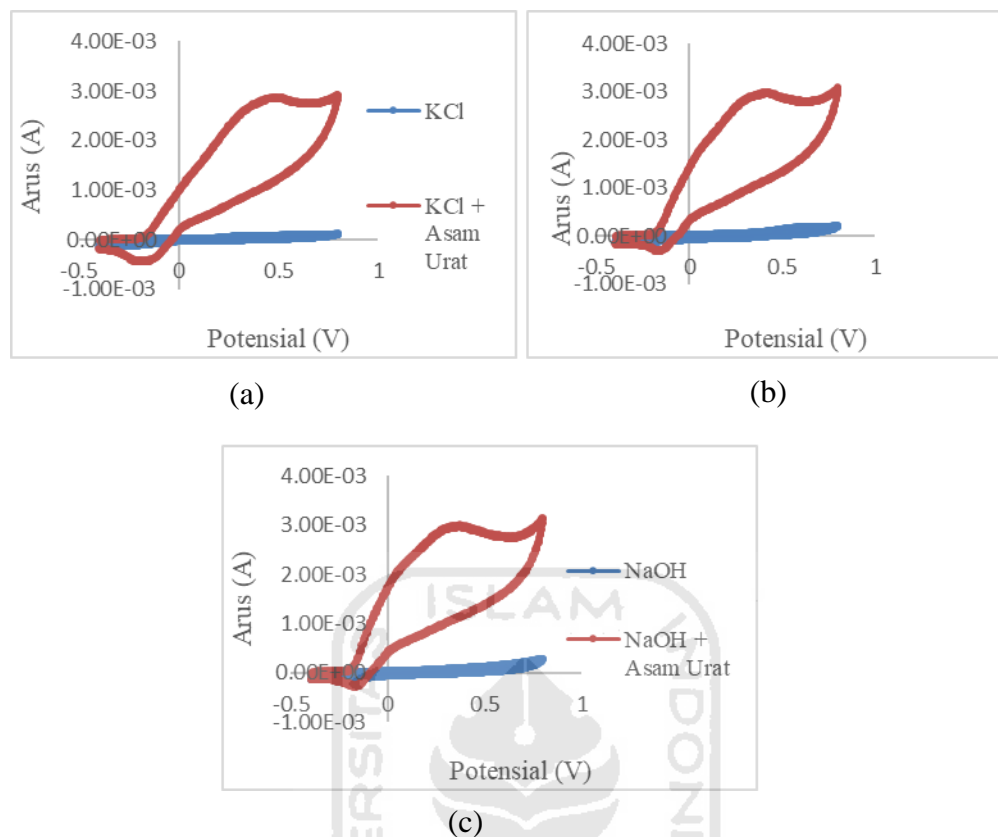 4.00E-03
3.00E-03
2.00E-03
1.00E-03
0.00E+00
-1.00E-03
-0.5
0
0.5
1
Arus (A)
Potensial (V)
KCl
KCl +
Asam
Urat
(a)
4.00E-03
3.00E-03
2.00E-03
1.00E-03
0.00E+00
-1.00E-03
-0.5
0
0.5
1
Arus (A)
Potensial (V)
(b)
4.00E-03
3.00E-03
2.00E-03
1.00E-03
0.00E+00
-1.00E-03
-0.5
0
0.5
1
Arus (A)
Potensial (V)
NaOH
NaOH +
Asam Urat
(c)
ISLAM